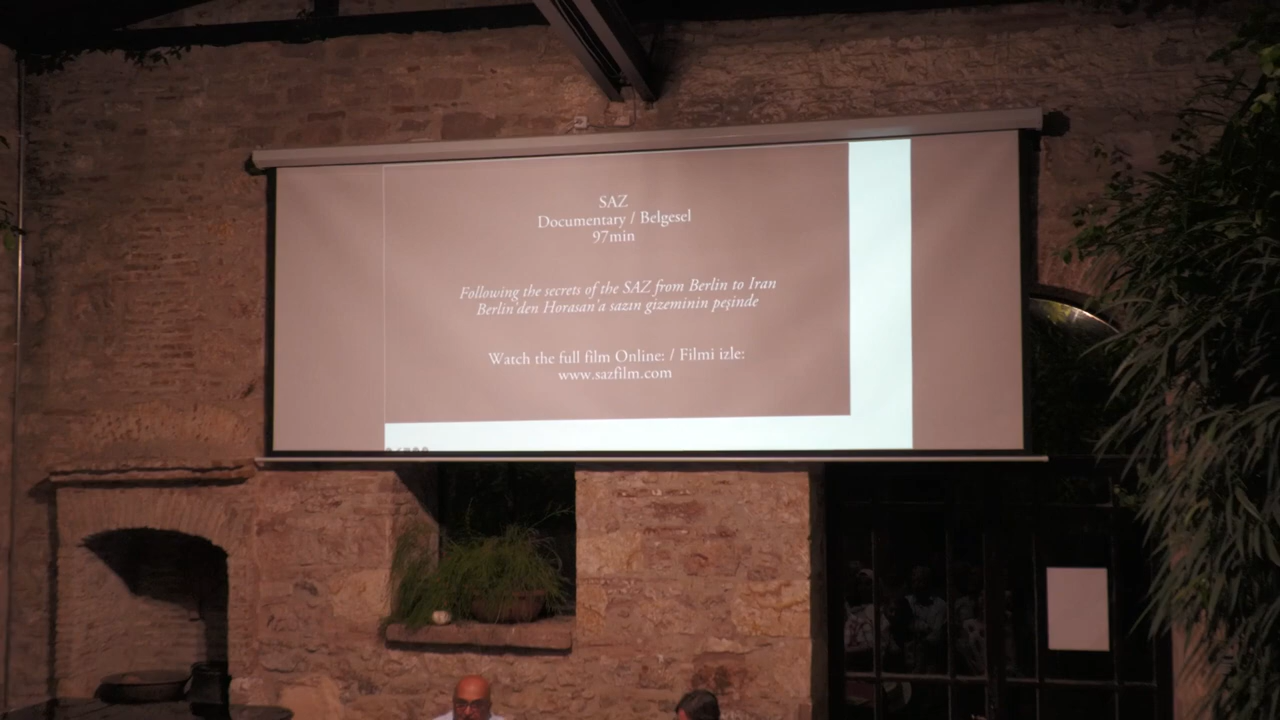 SAZ
Documentary / Belgesel
97min
Following the secrets of the SAZ from Berlin to Iran
Berlin'den Horasan'a sazın gizeminin peşinde
Watch the full film Online: / Filmi izle:
www.sazfilm.com